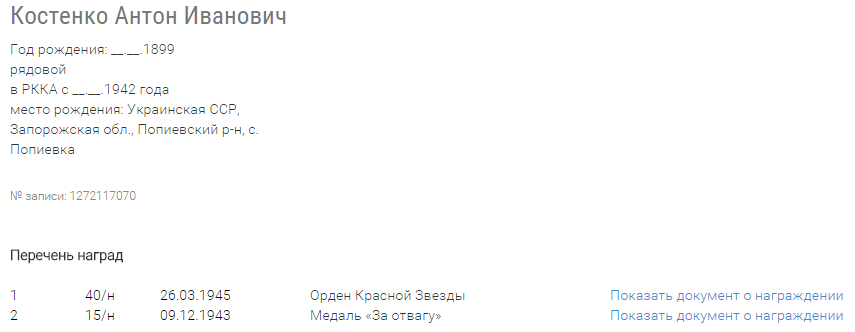 Костенко Антон Иванович
Год рождения: __.__.1899
рядовой
в РККА с __.__.1942 года
место рождения: Украинская ССР,
Запорожская обл., Попиевский р-н, с.
Попиевка
№ записи: 1272117070
Перечень наград
1 40/н 26.03.1945 Орден Красной Звезды Показать документ о награждении
2 15/н 09.12.1943 Медаль «За отвагу» Показать документ о награждении